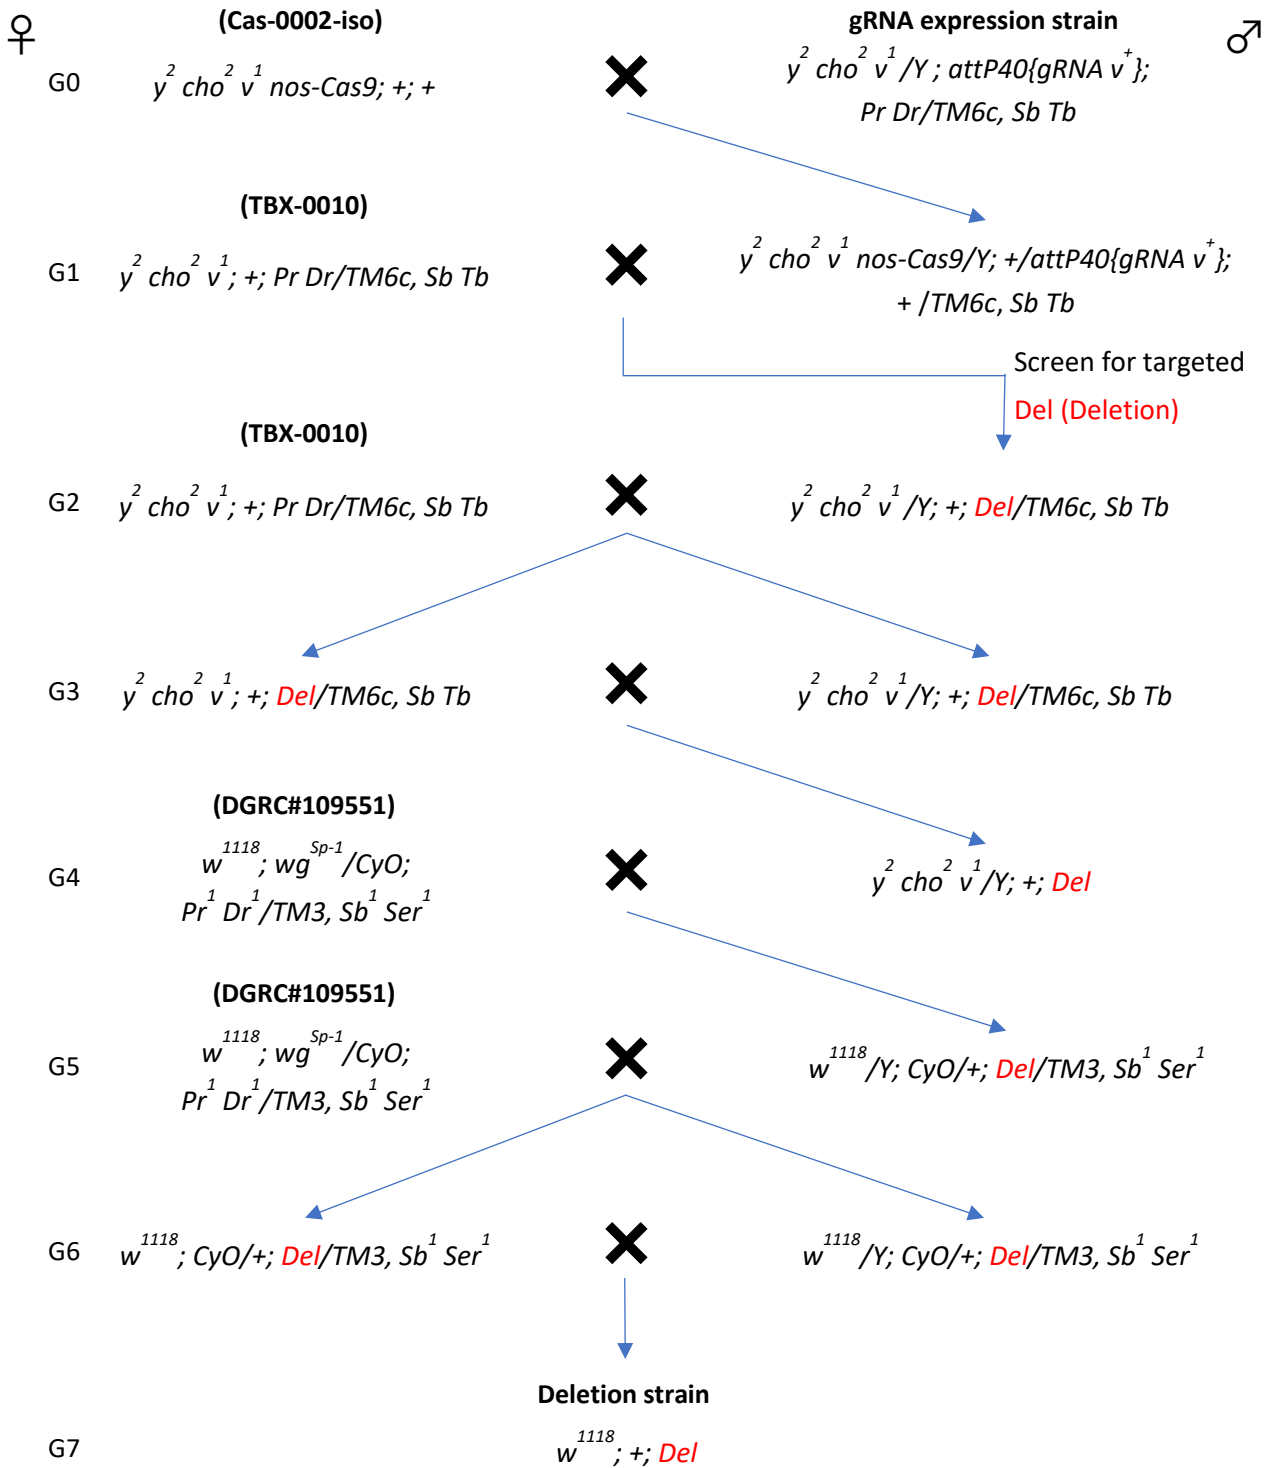 ♀ (Cas-0002-iso) gRNA expression strain ♂
G0 y² cho² v¹ nos-Cas9; +; + ✕ y² cho² v¹/Y ; attP40{gRNA v⁺};
Pr Dr/TM6c, Sb Tb
(TBX-0010)
G1 y² cho² v¹; +; Pr Dr/TM6c, Sb Tb ✕ y² cho² v¹ nos-Cas9/Y; +/attP40{gRNA v⁺};
+ /TM6c, Sb Tb
Screen for targeted
Del (Deletion)
(TBX-0010)
G2 y² cho² v¹; +; Pr Dr/TM6c, Sb Tb ✕ y² cho² v¹/Y; +; Del/TM6c, Sb Tb
G3 y² cho² v¹; +; Del/TM6c, Sb Tb ✕ y² cho² v¹/Y; +; Del/TM6c, Sb Tb
(DGRC#109551)
w¹¹¹⁸; wg^Sp-1/CyO;
G4 ✕ y² cho² v¹/Y; +; Del
Pr¹ Dr¹/TM3, Sb¹ Ser¹
(DGRC#109551)
w¹¹¹⁸; wg^Sp-1/CyO;
G5 ✕ w¹¹¹⁸/Y; CyO/+; Del/TM3, Sb¹ Ser¹
Pr¹ Dr¹/TM3, Sb¹ Ser¹
G6 w¹¹¹⁸; CyO/+; Del/TM3, Sb¹ Ser¹ ✕ w¹¹¹⁸/Y; CyO/+; Del/TM3, Sb¹ Ser¹
Deletion strain
G7 w¹¹¹⁸; +; Del